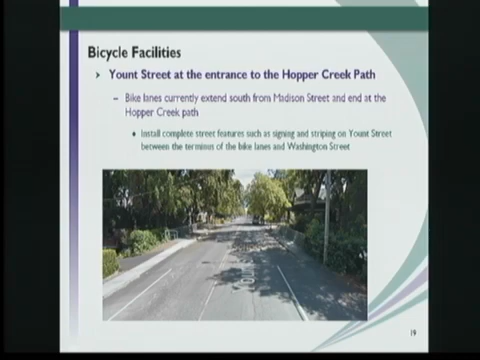 Bicycle Facilities
Yount Street at the entrance to the Hopper Creek Path
– Bike lanes currently extend south from Madison Street and end at the
Hopper Creek path
Install complete street features such as signing and striping on Yount Street
between the terminus of the bike lanes and Washington Street
19